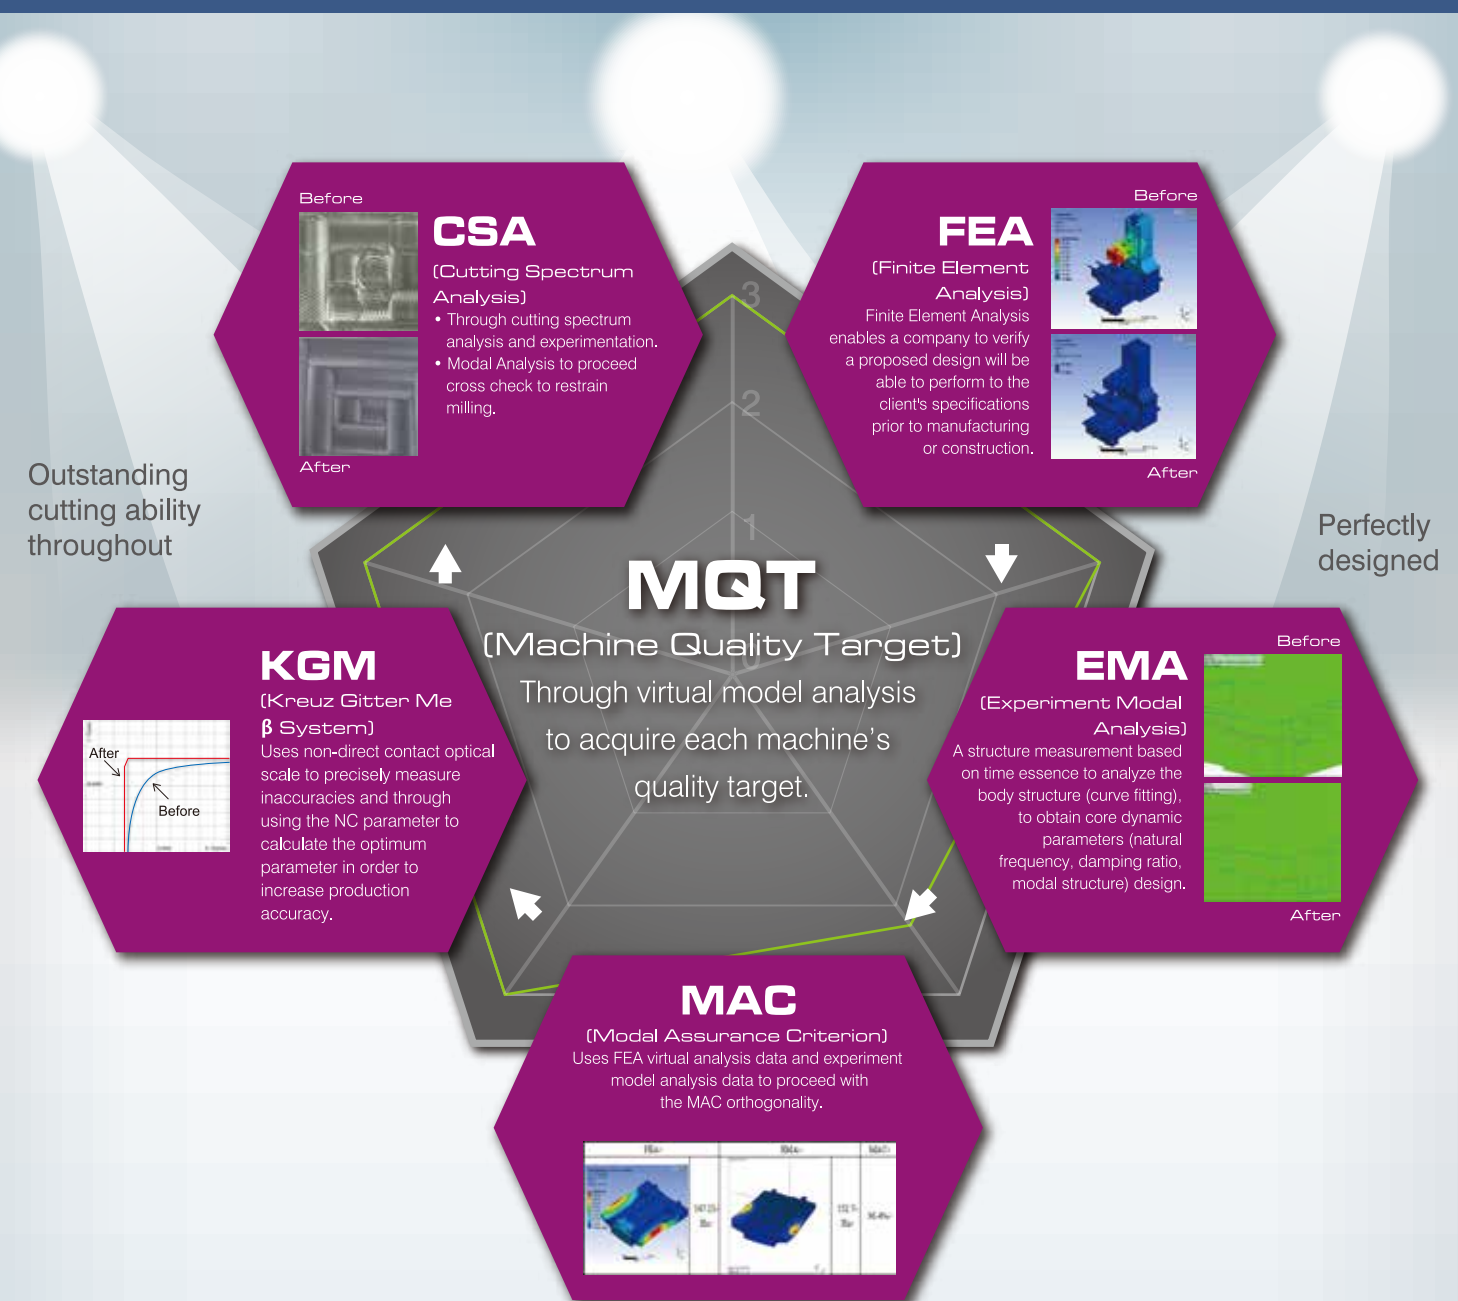 Before
CSA
(Cutting Spectrum
Analysis)
• Through cutting spectrum
analysis and experimentation.
• Modal Analysis to proceed
cross check to restrain
milling.
After
Before
FEA
(Finite Element
Analysis)
Finite Element Analysis
enables a company to verify
a proposed design will be
able to perform to the
client's specifications
prior to manufacturing
or construction.
After
3
2
1
0
Outstanding
cutting ability
throughout
Perfectly
designed
MQT
(Machine Quality Target)
Through virtual model analysis
to acquire each machine's
quality target.
KGM
(Kreuz Gitter Me
β System)
Uses non-direct contact optical
scale to precisely measure
inaccuracies and through
using the NC parameter to
calculate the optimum
parameter in order to
increase production
accuracy.
After
Before
Before
EMA
(Experiment Modal
Analysis)
A structure measurement based
on time essence to analyze the
body structure (curve fitting),
to obtain core dynamic
parameters (natural
frequency, damping ratio,
modal structure) design.
After
MAC
(Modal Assurance Criterion)
Uses FEA virtual analysis data and experiment
model analysis data to proceed with
the MAC orthogonality.